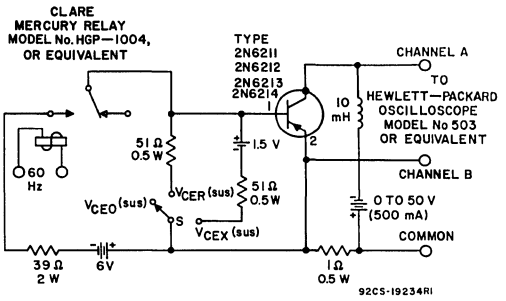 CLARE
MERCURY RELAY
MODEL No. HGP-1004,
OR EQUIVALENT
TYPE
2N6211
2N6212
2N6213
2N6214
1
2
CHANNEL A
TO
HEWLETT-PACKARD
OSCILLOSCOPE
MODEL No 503
OR EQUIVALENT
CHANNEL B
COMMON
10
mH
60
Hz
51 Ω
0.5 W
- +
1.5 V
51 Ω
0.5W
VCER (sus)
VCEO (sus)
S
VCEX (sus)
0 TO 50 V
(500 mA)
- +
39 Ω
2 W
- +
6V
1Ω
0.5 W
92CS-19234R1